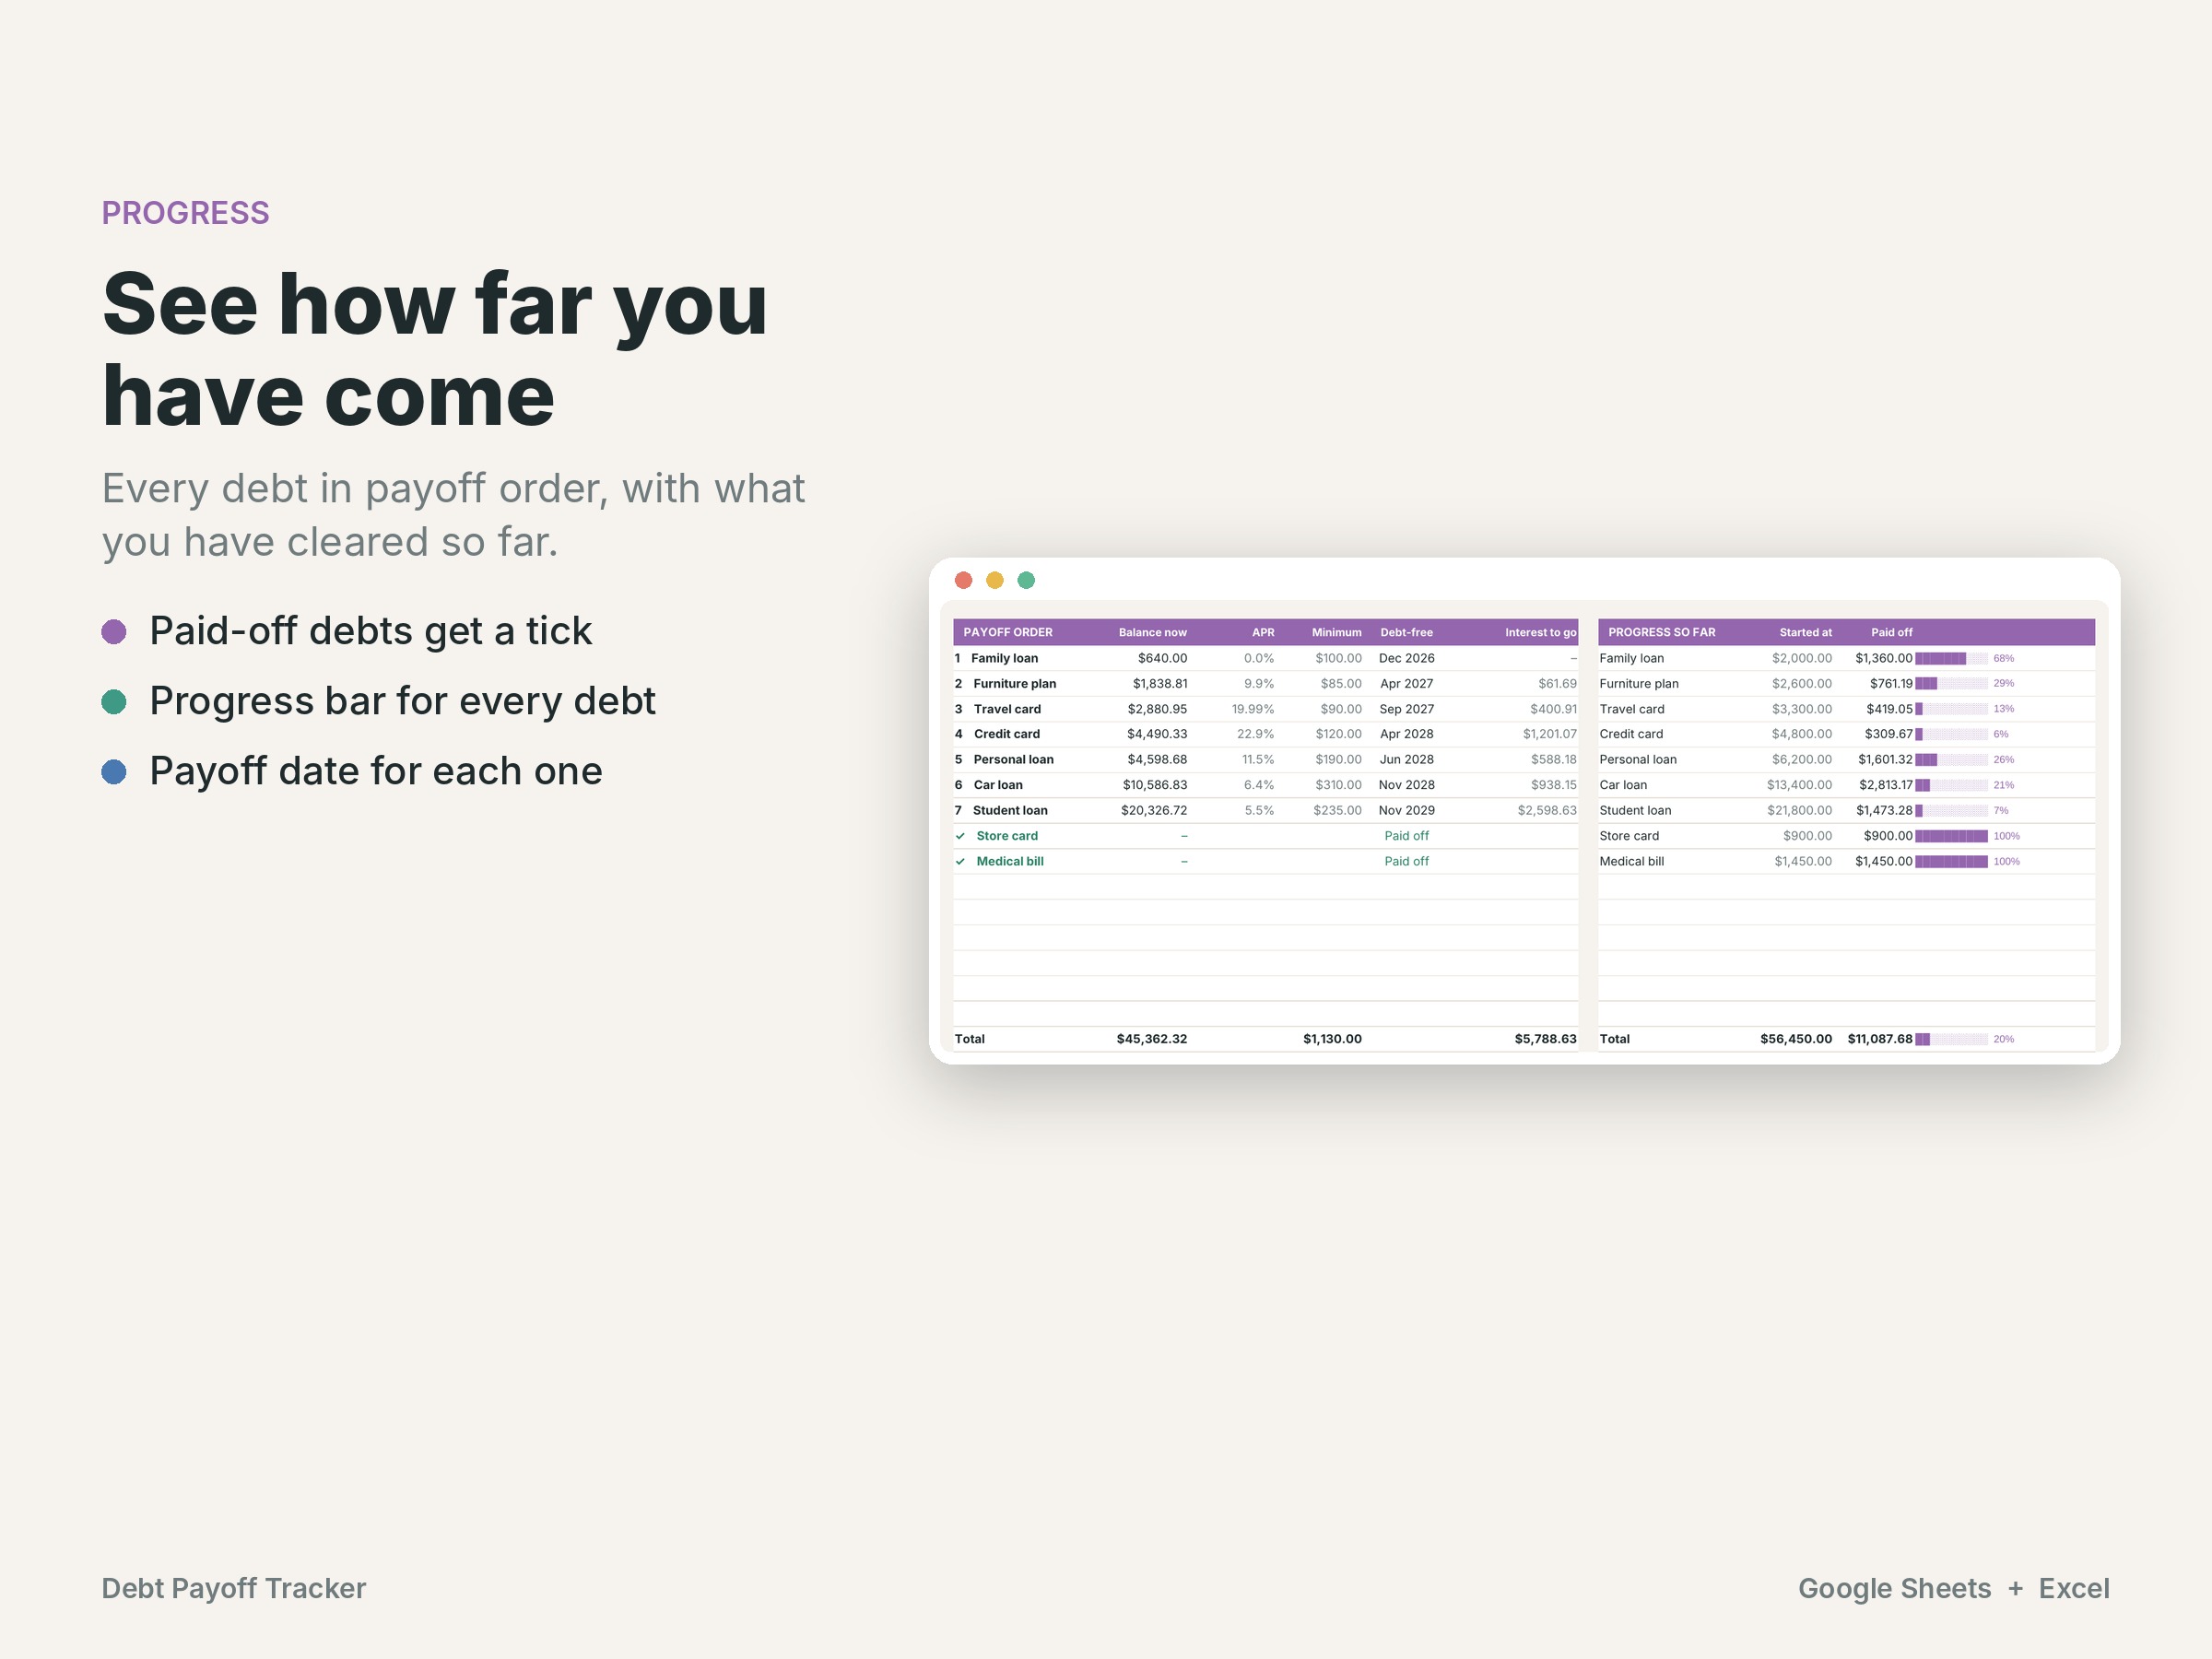 PROGRESS
See how far you
have come
Every debt in payoff order, with what
you have cleared so far.
Paid-off debts get a tick
Progress bar for every debt
Payoff date for each one
PAYOFF ORDER Balance now APR Minimum Debt-free Interest to go
1 Family loan $640.00 0.0% $100.00 Dec 2026 –
2 Furniture plan $1,838.81 9.9% $85.00 Apr 2027 $61.69
3 Travel card $2,880.95 19.99% $90.00 Sep 2027 $400.91
4 Credit card $4,490.33 22.9% $120.00 Apr 2028 $1,201.07
5 Personal loan $4,598.68 11.5% $190.00 Jun 2028 $588.18
6 Car loan $10,586.83 6.4% $310.00 Nov 2028 $938.15
7 Student loan $20,326.72 5.5% $235.00 Nov 2029 $2,598.63
✓ Store card – Paid off
✓ Medical bill – Paid off
Total $45,362.32 $1,130.00 $5,788.63
PROGRESS SO FAR Started at Paid off
Family loan $2,000.00 $1,360.00 68%
Furniture plan $2,600.00 $761.19 29%
Travel card $3,300.00 $419.05 13%
Credit card $4,800.00 $309.67 6%
Personal loan $6,200.00 $1,601.32 26%
Car loan $13,400.00 $2,813.17 21%
Student loan $21,800.00 $1,473.28 7%
Store card $900.00 $900.00 100%
Medical bill $1,450.00 $1,450.00 100%
Total $56,450.00 $11,087.68 20%
Debt Payoff Tracker
Google Sheets + Excel